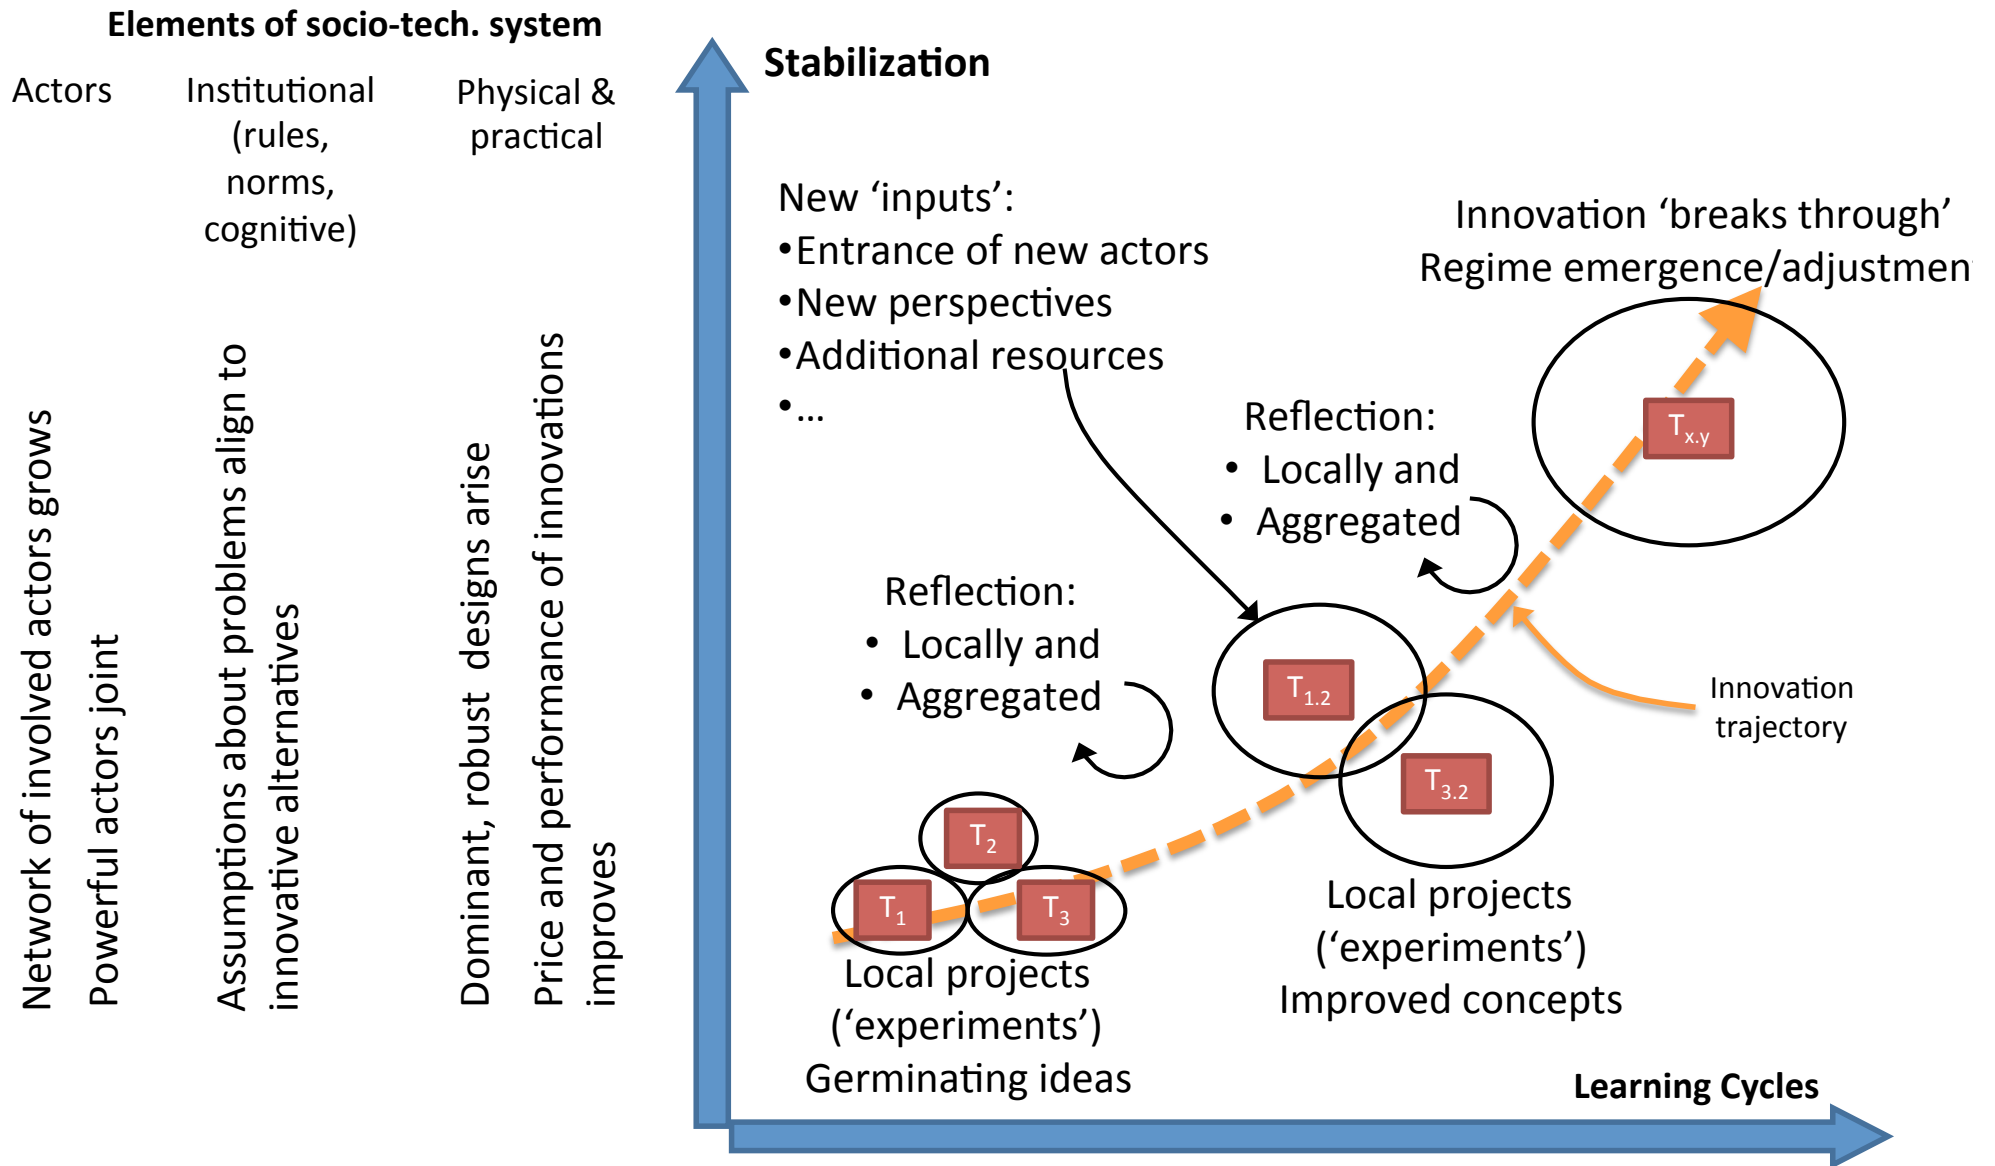 Elements of socio-tech. system
Actors
Institutional
(rules,
norms,
cognitive)
Physical &
practical
Network of involved actors grows
Powerful actors joint
Assumptions about problems align to
innovative alternatives
Dominant, robust designs arise
Price and performance of innovations
improves
Stabilization
New ‘inputs’:
•Entrance of new actors
•New perspectives
•Additional resources
•...
Innovation ‘breaks through’
Regime emergence/adjustmen
Reflection:
• Locally and
• Aggregated
Tx.y
Reflection:
• Locally and
• Aggregated
T1.2
Innovation
trajectory
T3.2
T2
T1
T3
Local projects
(‘experiments’)
Improved concepts
Local projects
(‘experiments’)
Germinating ideas
Learning Cycles